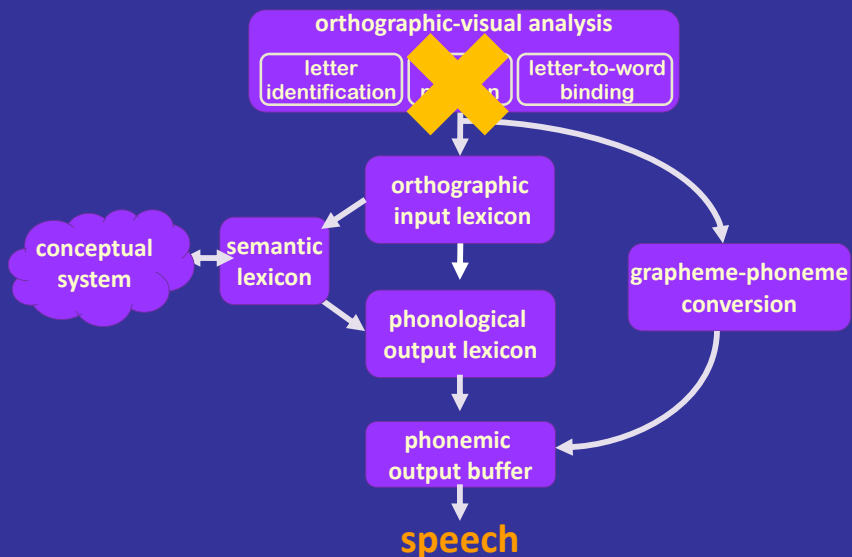 orthographic-visual analysis
letter
identification
letter-to-word
binding
orthographic
input lexicon
conceptual
system
semantic
lexicon
grapheme-phoneme
conversion
phonological
output lexicon
phonemic
output buffer
speech